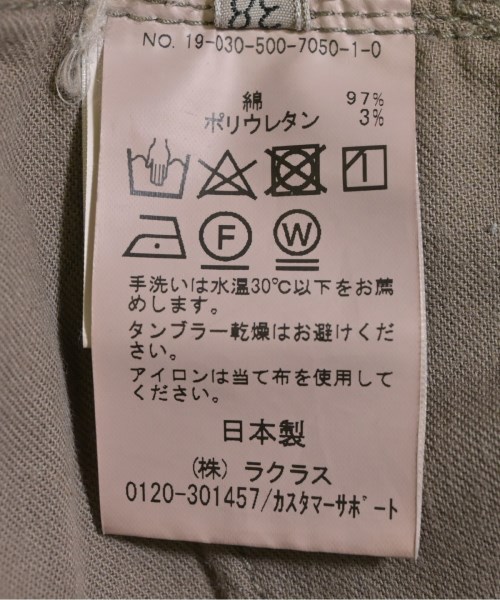 38
NO. 19-030-500-7050-1-0
綿 97%
ポリウレタン 3%
F
W
手洗いは水温30℃以下をお薦
めします。
タンブラー乾燥はお避けくだ
さい。
アイロンは当て布を使用して
ください。
日本製
(株) ラクラス
0120-301457/ｶｽﾀﾏｰｻﾎﾟｰﾄ